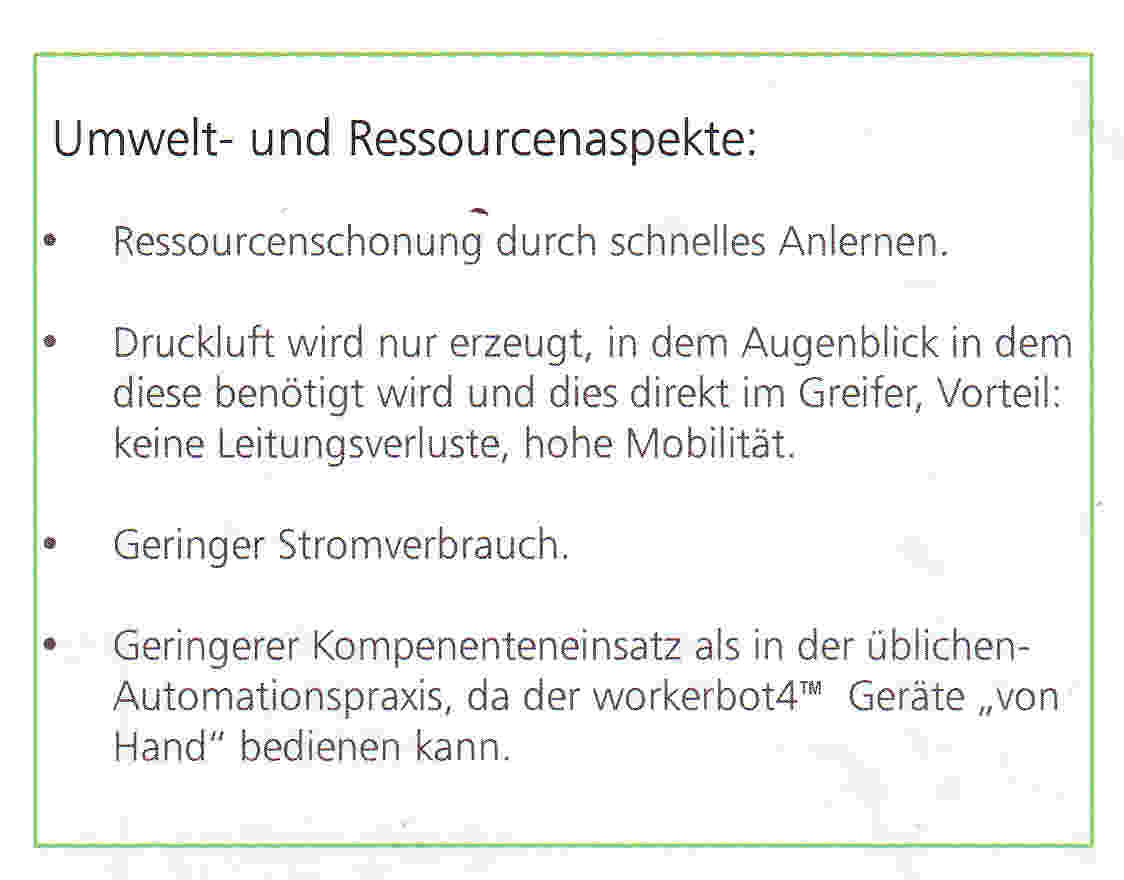 Umwelt- und Ressourcenaspekte:
• Ressourcenschonung durch schnelles Anlernen.
• Druckluft wird nur erzeugt, in dem Augenblick in dem
diese benötigt wird und dies direkt im Greifer, Vorteil:
keine Leitungsverluste, hohe Mobilität.
• Geringer Stromverbrauch.
• Geringerer Kompenenteneinsatz als in der üblichen-
Automationspraxis, da der workerbot4™ Geräte „von
Hand“ bedienen kann.